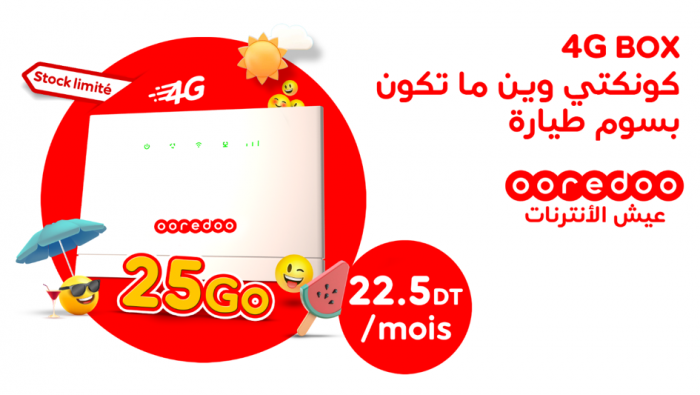 Stock limité
4G
ooredoo
25Go
22.5DT
/mois
4G BOX
كونكتي وين ما تكون
بسوم طيارة
ooredoo
عيش الأنترنات